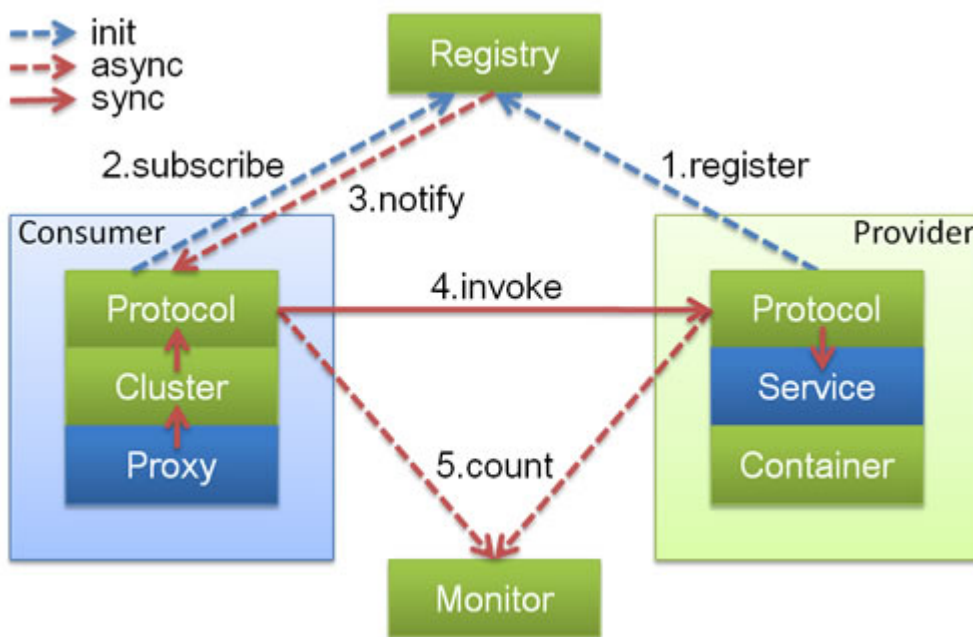 init
async
sync
Registry
2.subscribe
3.notify
1.register
Consumer
Provider
Protocol
Cluster
Proxy
4.invoke
Protocol
Service
Container
5.count
Monitor